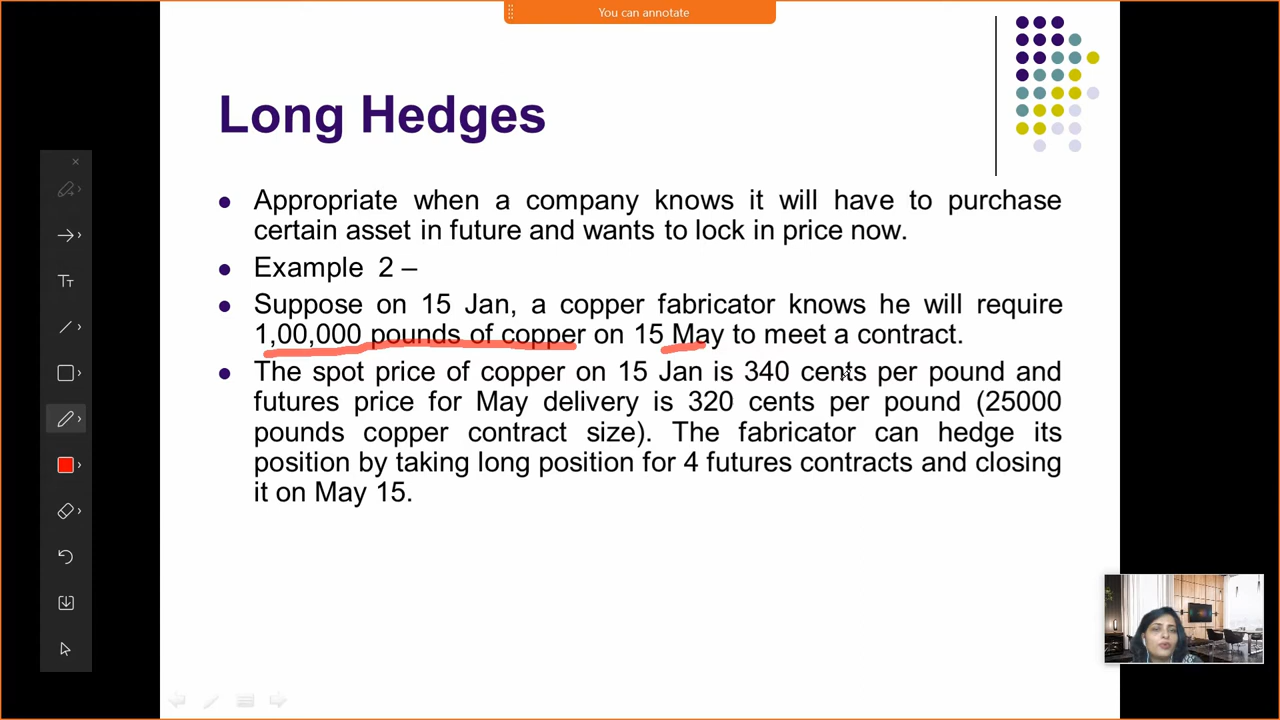 You can annotate
Long Hedges
Appropriate when a company knows it will have to purchase
certain asset in future and wants to lock in price now.
Example 2 –
Suppose on 15 Jan, a copper fabricator knows he will require
1,00,000 pounds of copper on 15 May to meet a contract.
The spot price of copper on 15 Jan is 340 cents per pound and
futures price for May delivery is 320 cents per pound (25000
pounds copper contract size). The fabricator can hedge its
position by taking long position for 4 futures contracts and closing
it on May 15.